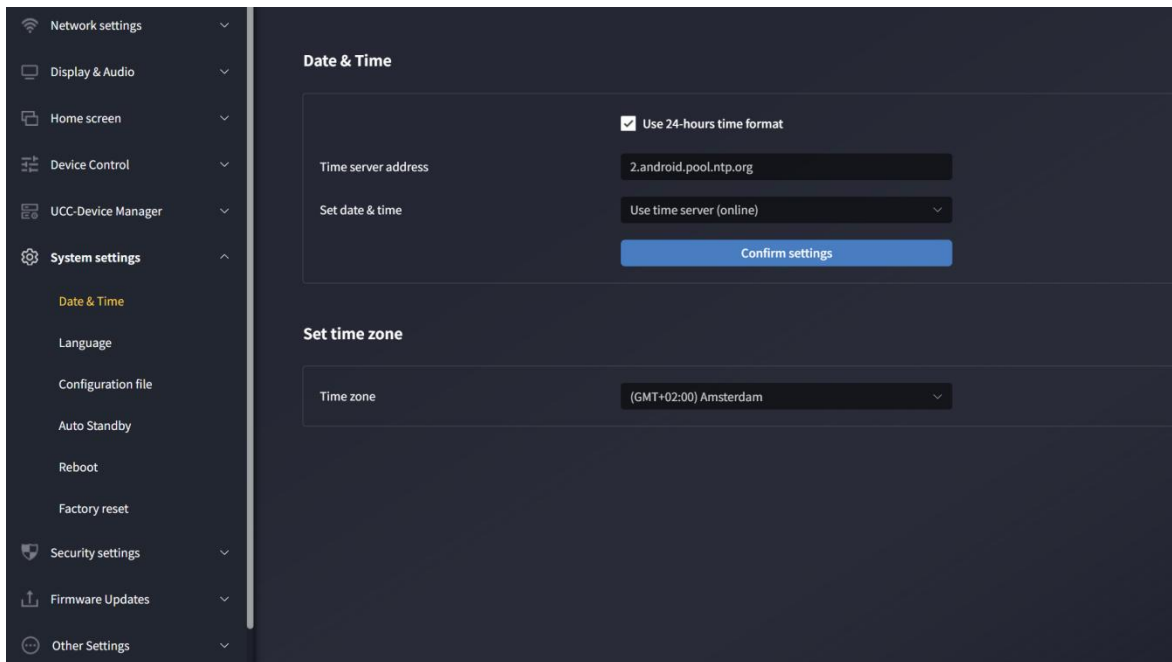 Network settings
Display & Audio
Home screen
Device Control
UCC-Device Manager
System settings
Date & Time
Language
Configuration file
Auto Standby
Reboot
Factory reset
Security settings
Firmware Updates
Other Settings
Date & Time
Use 24-hours time format
Time server address
2.android.pool.ntp.org
Set date & time
Use time server (online)
Confirm settings
Set time zone
Time zone
(GMT+02:00) Amsterdam